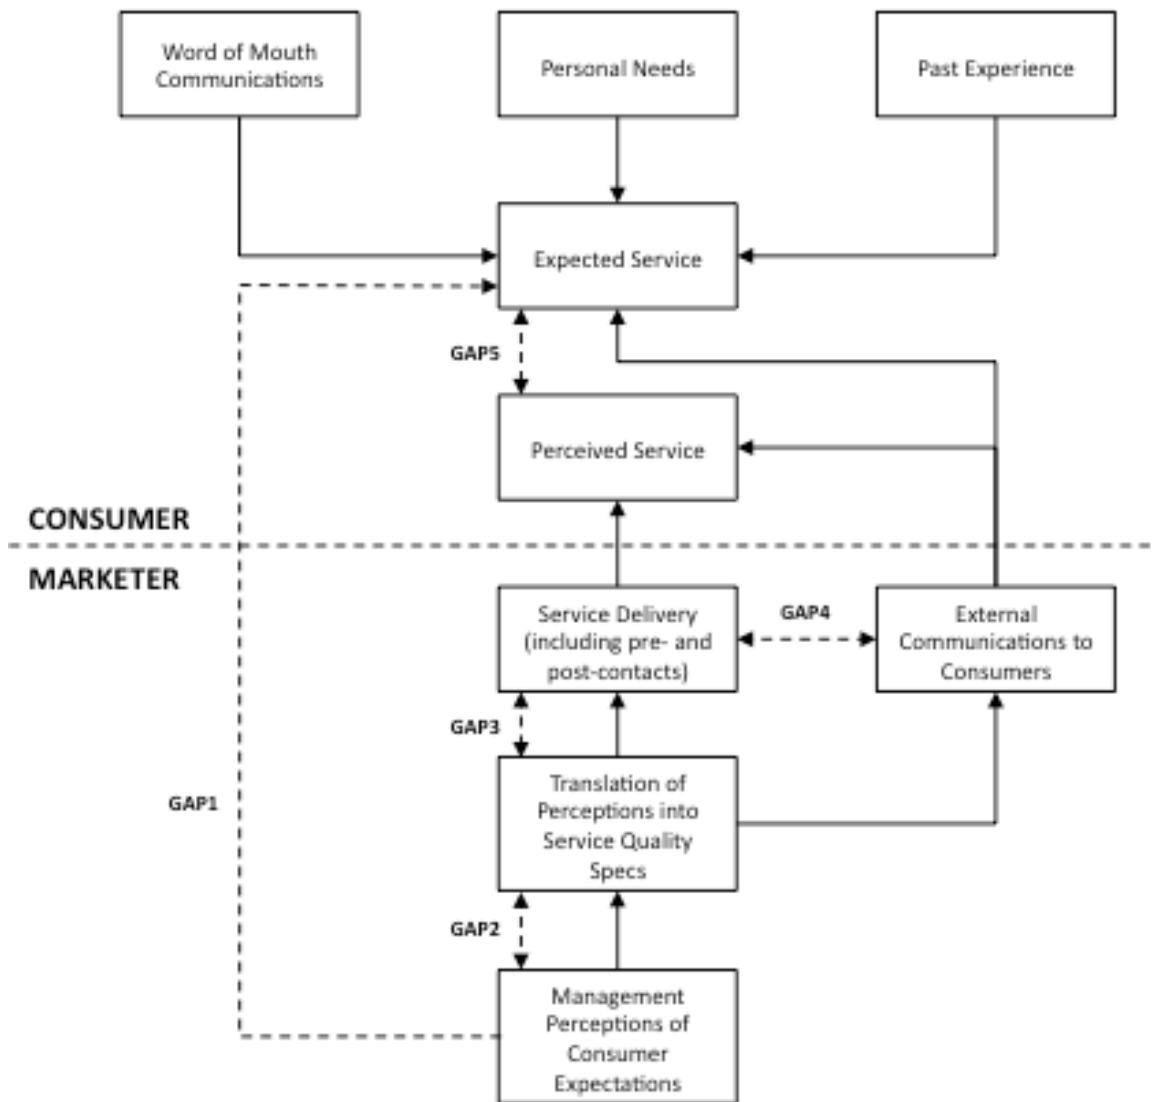 Word of Mouth
Communications
Personal Needs
Past Experience
Expected Service
GAP5
Perceived Service
CONSUMER
MARKETER
Service Delivery
(including pre- and
post-contacts)
GAP4
External
Communications to
Consumers
GAP3
Translation of
Perceptions into
Service Quality
Specs
GAP1
GAP2
Management
Perceptions of
Consumer
Expectations